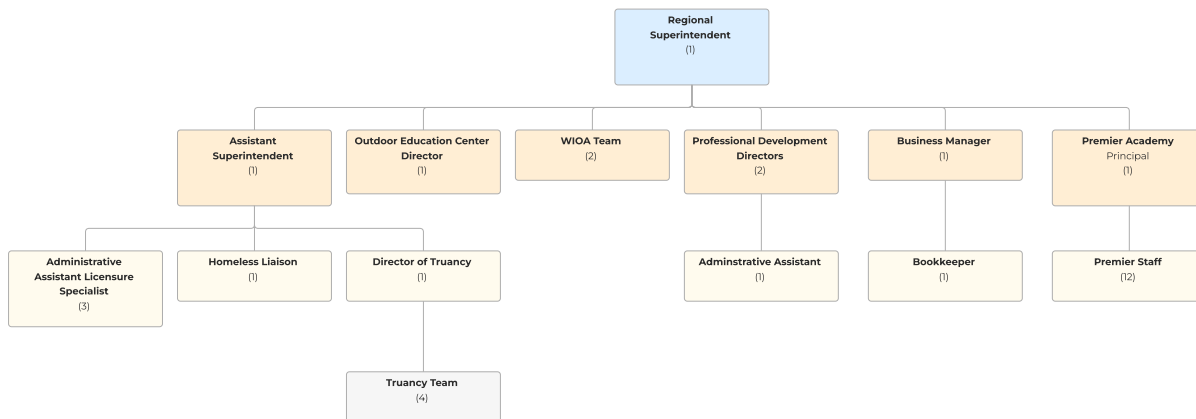 Regional
Superintendent
(1)
Assistant
Superintendent
(1)
Outdoor Education Center
Director
(1)
WIOA Team
(2)
Professional Development
Directors
(2)
Business Manager
(1)
Premier Academy
Principal
(1)
Administrative
Assistant Licensure
Specialist
(3)
Homeless Liaison
(1)
Director of Truancy
(1)
Adminstrative Assistant
(1)
Bookkeeper
(1)
Premier Staff
(12)
Truancy Team
(4)